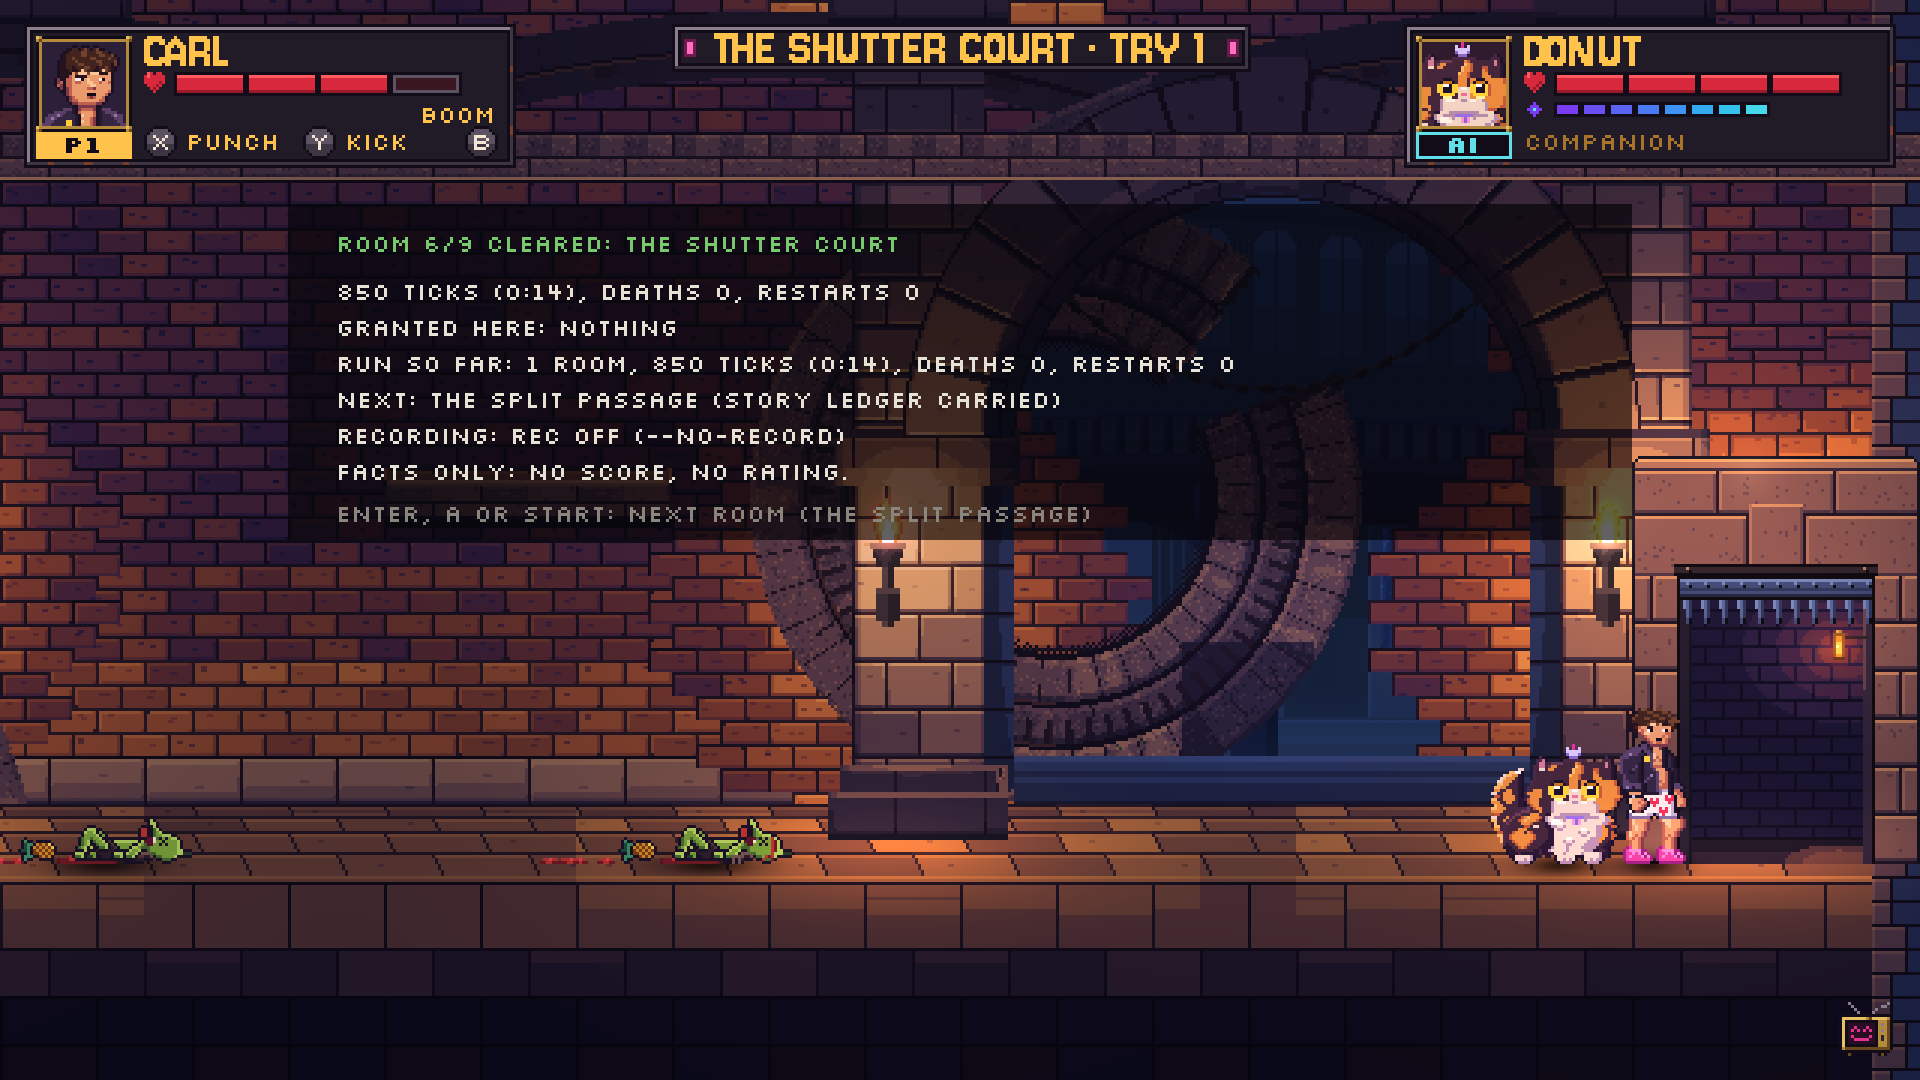 CARL
BOOM
P1 X PUNCH Y KICK B
THE SHUTTER COURT · TRY 1
DONUT
AI COMPANION
ROOM 6/9 CLEARED: THE SHUTTER COURT
850 TICKS (0:14), DEATHS 0, RESTARTS 0
GRANTED HERE: NOTHING
RUN SO FAR: 1 ROOM, 850 TICKS (0:14), DEATHS 0, RESTARTS 0
NEXT: THE SPLIT PASSAGE (STORY LEDGER CARRIED)
RECORDING: REC OFF (--NO-RECORD)
FACTS ONLY: NO SCORE, NO RATING.
ENTER, A OR START: NEXT ROOM (THE SPLIT PASSAGE)